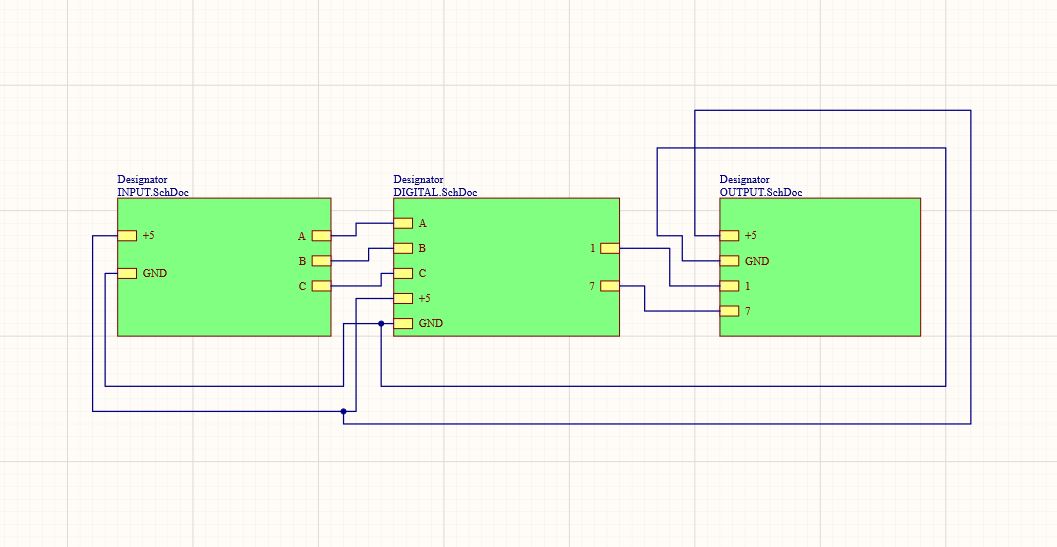 Designator
INPUT.SchDoc
+5
GND
A
B
C
Designator
DIGITAL.SchDoc
A
B
C
+5
GND
1
7
Designator
OUTPUT.SchDoc
+5
GND
1
7